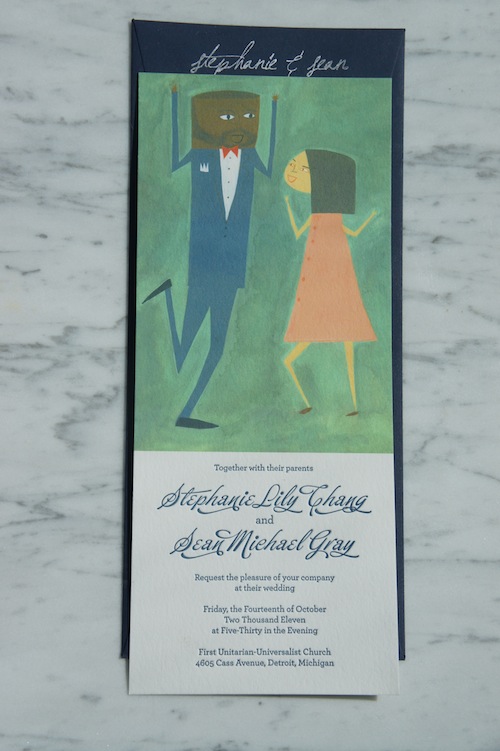 stephanie & sean
Together with their parents
Stephanie Lily Chang
and
Sean Michael Gray
Request the pleasure of your company
at their wedding
Friday, the Fourteenth of October
Two Thousand Eleven
at Five-Thirty in the Evening
First Unitarian-Universalist Church
4605 Cass Avenue, Detroit, Michigan